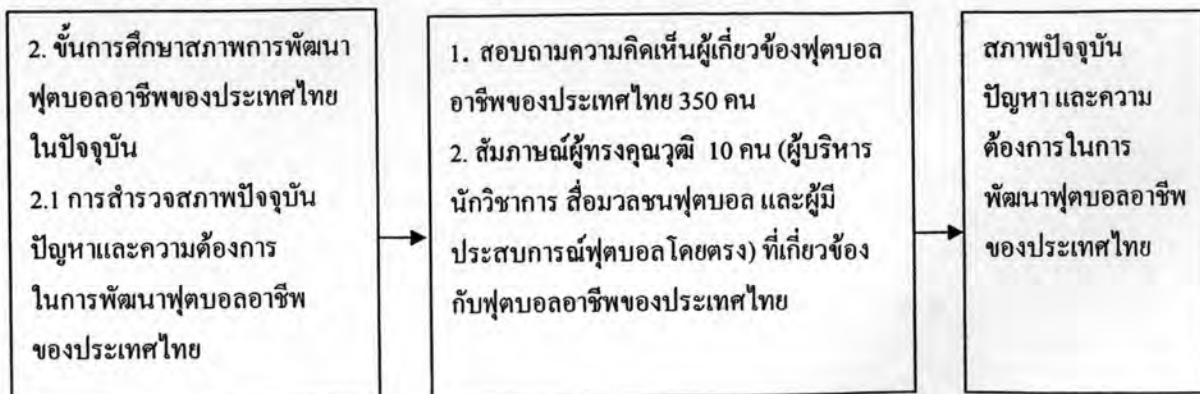 2. ขั้นการศึกษาสภาพการพัฒนา
ฟุตบอลอาชีพของประเทศไทย
ในปัจจุบัน
2.1 การสำรวจสภาพปัจจุบัน
ปัญหาและความต้องการ
ในการพัฒนาฟุตบอลอาชีพ
ของประเทศไทย
1. สอบถามความคิดเห็นผู้เกี่ยวข้องฟุตบอล
อาชีพของประเทศไทย 350 คน
2. สัมภาษณ์ผู้ทรงคุณวุฒิ 10 คน (ผู้บริหาร
นักวิชาการ สื่อมวลชนฟุตบอล และผู้มี
ประสบการณ์ฟุตบอลโดยตรง) ที่เกี่ยวข้อง
กับฟุตบอลอาชีพของประเทศไทย
สภาพปัจจุบัน
ปัญหา และความ
ต้องการในการ
พัฒนาฟุตบอลอาชีพ
ของประเทศไทย